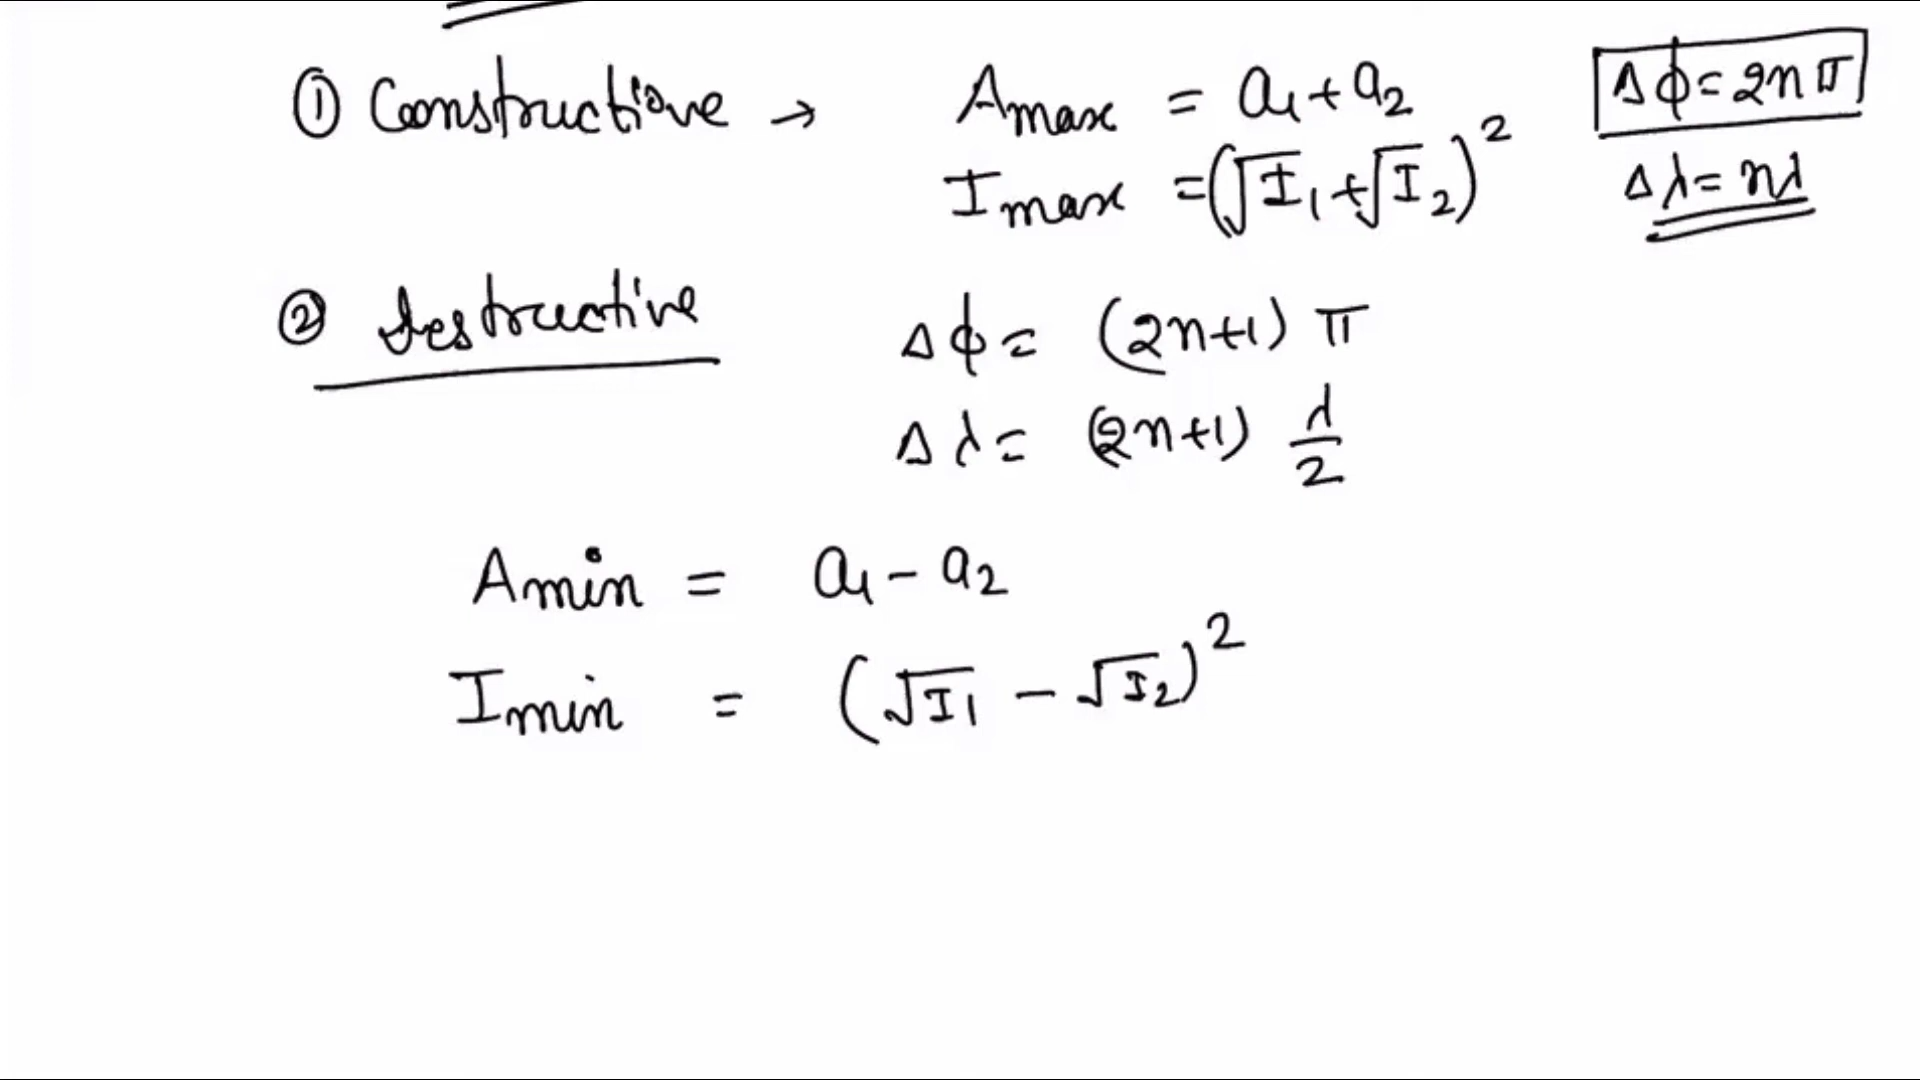 ① Constructive → Amax = a1 + a2 Δϕ = 2nπ
Imax = (√I1 + √I2)² Δλ = nλ
② destructive Δϕ = (2n+1) π
Δλ = (2n+1) λ/2
Amin = a1 - a2
Imin = (√I1 - √I2)²